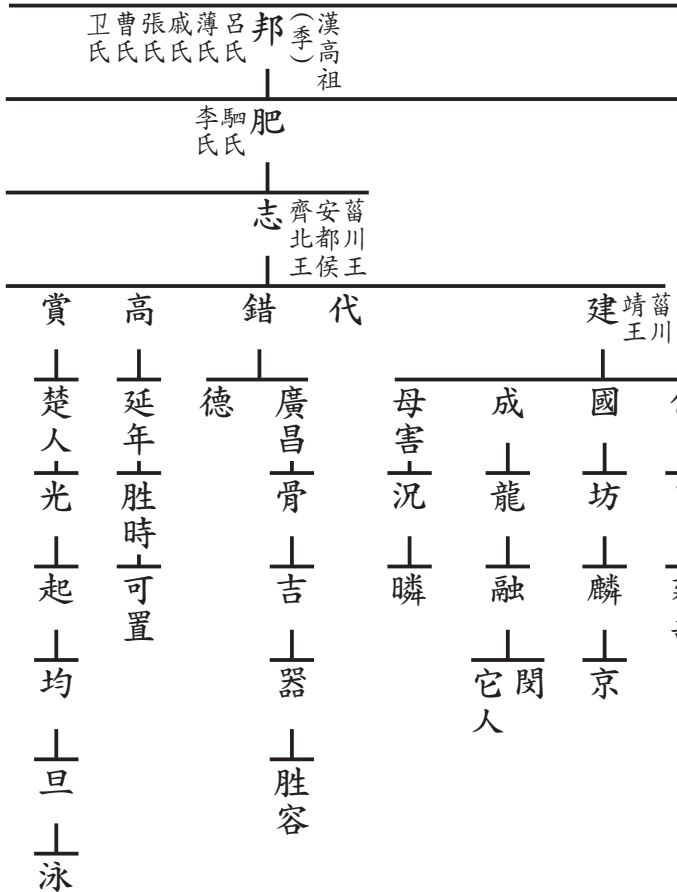 漢高祖
(季)
邦
呂氏
薄氏
戚氏
張氏
曹氏
卫氏
肥
駟氏
李氏
菑川王
安都侯
齊北王
志
菑川
靖王
建
代
錯
高
賞
國
成
母害
廣昌
德
延年
楚人
坊
龍
況
骨
胜時
光
麟
融
暽
吉
可置
起
京
閔
它人
器
均
胜容
旦
泳